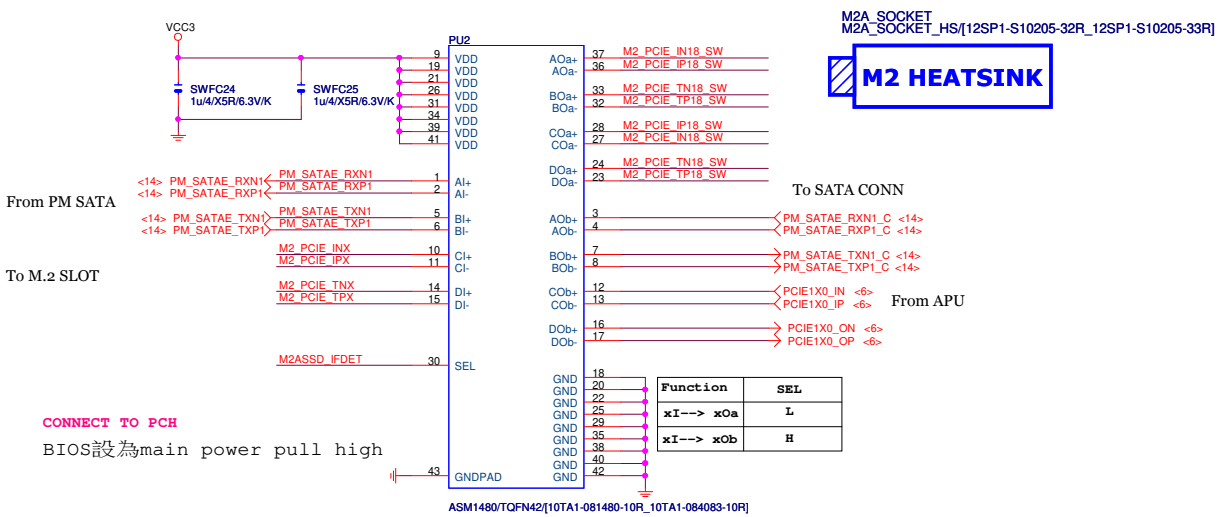 M2A_SOCKET
M2A_SOCKET_HS/[12SP1-S10205-32R_12SP1-S10205-33R]
M2 HEATSINK
VCC3
SWFC24
1u/4/X5R/6.3V/K
SWFC25
1u/4/X5R/6.3V/K
PU2
9 VDD
19 VDD
21 VDD
26 VDD
31 VDD
34 VDD
39 VDD
41 VDD
From PM SATA
<14> PM_SATAE_RXN1 PM_SATAE_RXN1 1 AI+
<14> PM_SATAE_RXP1 PM_SATAE_RXP1 2 AI-
<14> PM_SATAE_TXN1 PM_SATAE_TXN1 5 BI+
<14> PM_SATAE_TXP1 PM_SATAE_TXP1 6 BI-
To M.2 SLOT
M2_PCIE_INX 10 CI+
M2_PCIE_IPX 11 CI-
M2_PCIE_TNX 14 DI+
M2_PCIE_TPX 15 DI-
M2ASSD_IFDET 30 SEL
CONNECT TO PCH
BIOS設為main power pull high
43 GNDPAD
AOa+ 37 M2_PCIE_IN18_SW
AOa- 36 M2_PCIE_IP18_SW
BOa+ 33 M2_PCIE_TN18_SW
BOa- 32 M2_PCIE_TP18_SW
COa+ 28 M2_PCIE_IP18_SW
COa- 27 M2_PCIE_IN18_SW
DOa+ 24 M2_PCIE_TN18_SW
DOa- 23 M2_PCIE_TP18_SW
To SATA CONN
AOb+ 3 PM_SATAE_RXN1_C <14>
AOb- 4 PM_SATAE_RXP1_C <14>
BOb+ 7 PM_SATAE_TXN1_C <14>
BOb- 8 PM_SATAE_TXP1_C <14>
COb+ 12 PCIE1X0_IN <6>
COb- 13 PCIE1X0_IP <6>
From APU
DOb+ 16 PCIE1X0_ON <6>
DOb- 17 PCIE1X0_OP <6>
GND 18
GND 20
GND 22
GND 25
GND 29
GND 35
GND 38
GND 40
GND 42
Function SEL
xI--> xOa L
xI--> xOb H
ASM1480/TQFN42/[10TA1-081480-10R_10TA1-084083-10R]